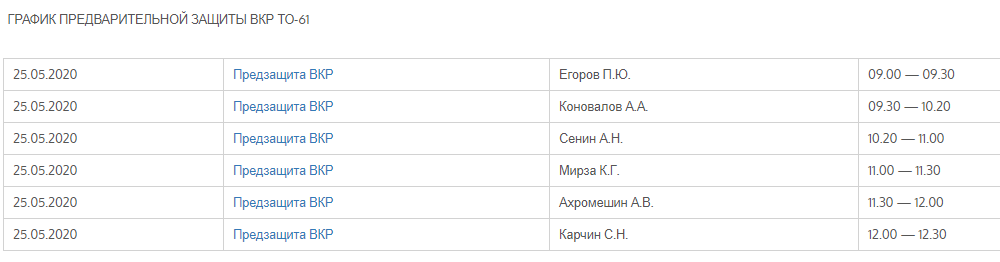 ГРАФИК ПРЕДВАРИТЕЛЬНОЙ ЗАЩИТЫ ВКР ТО-61
25.05.2020 Предзащита ВКР Егоров П.Ю. 09.00 — 09.30
25.05.2020 Предзащита ВКР Коновалов А.А. 09.30 — 10.20
25.05.2020 Предзащита ВКР Сенин А.Н. 10.20 — 11.00
25.05.2020 Предзащита ВКР Мирза К.Г. 11.00 — 11.30
25.05.2020 Предзащита ВКР Ахромешин А.В. 11.30 — 12.00
25.05.2020 Предзащита ВКР Карчин С.Н. 12.00 — 12.30